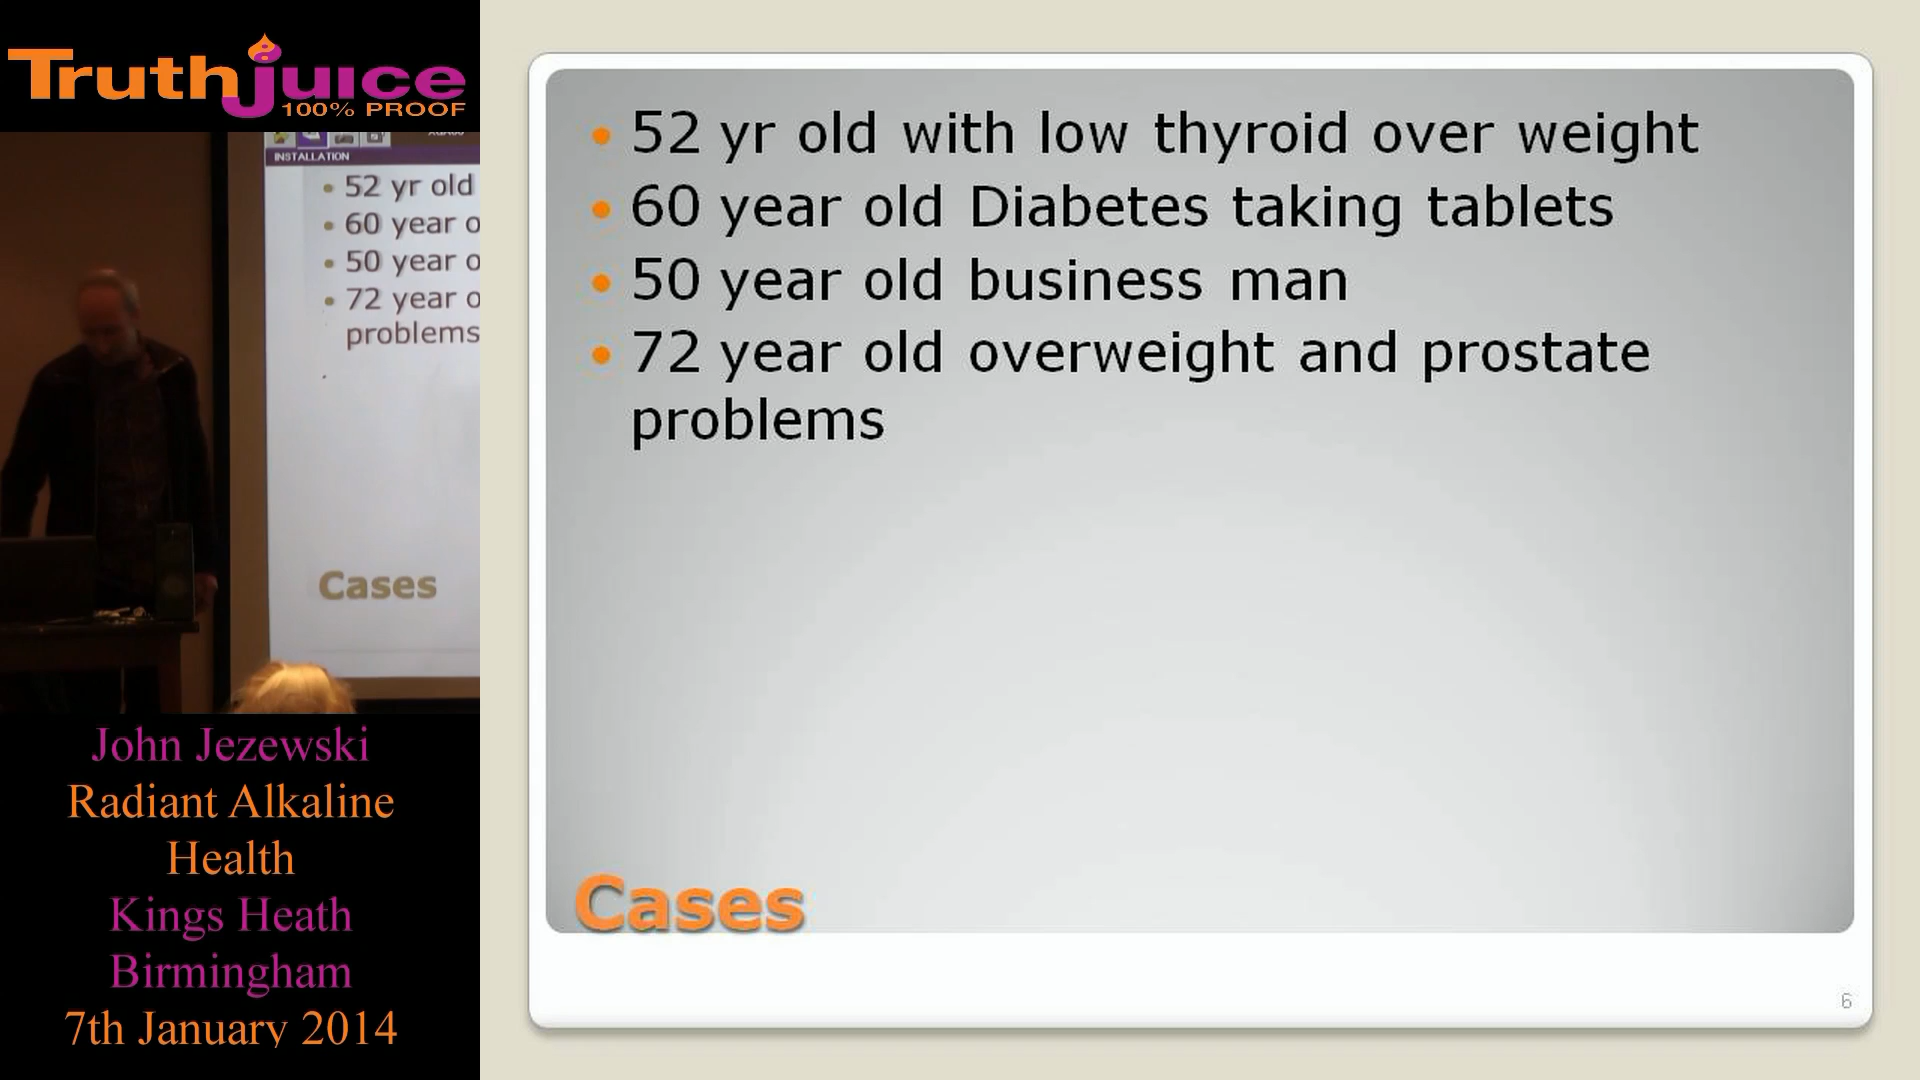 Truthjuice
100% PROOF
INSTALLATION
52 yr old
60 year o
50 year o
72 year o
problems
Cases
John Jezewski
Radiant Alkaline
Health
Kings Heath
Birmingham
7th January 2014
52 yr old with low thyroid over weight
60 year old Diabetes taking tablets
50 year old business man
72 year old overweight and prostate
problems
Cases
6